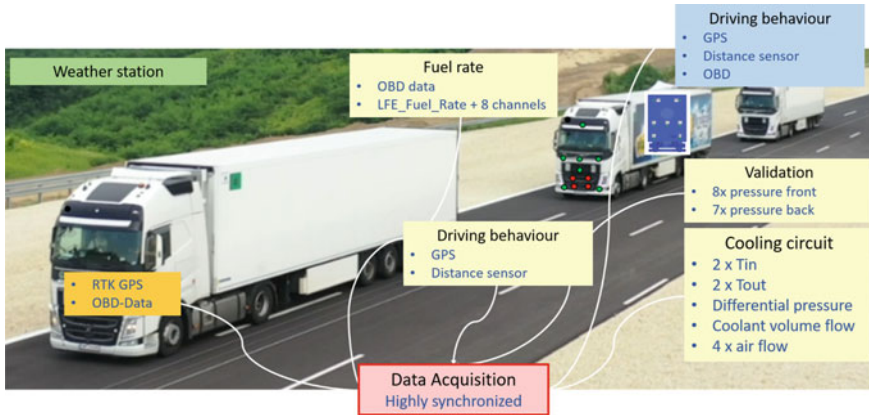 Weather station
Fuel rate
• OBD data
• LFE_Fuel_Rate + 8 channels
Driving behaviour
• GPS
• Distance sensor
• OBD
Validation
• 8x pressure front
• 7x pressure back
Driving behaviour
• GPS
• Distance sensor
Cooling circuit
• 2 x Tin
• 2 x Tout
• Differential pressure
• Coolant volume flow
• 4 x air flow
• RTK GPS
• OBD-Data
Data Acquisition
Highly synchronized